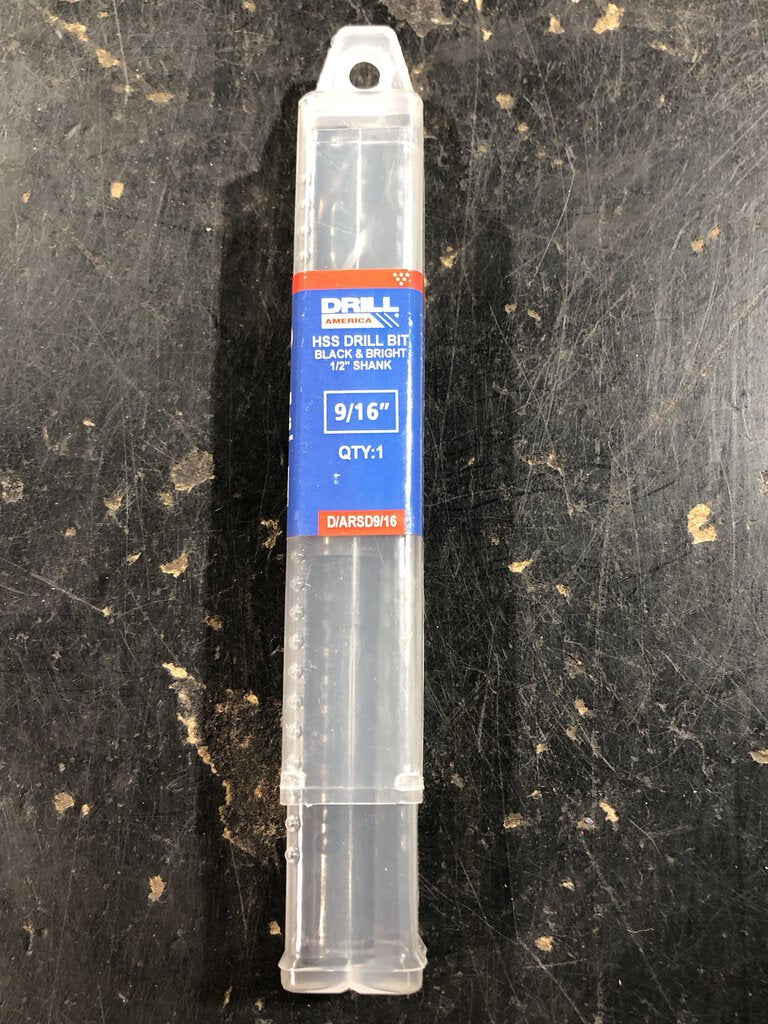 DRILL
AMERICA
HSS DRILL BIT
BLACK & BRIGHT
1/2" SHANK
9/16"
QTY:1
D/ARSD9/16